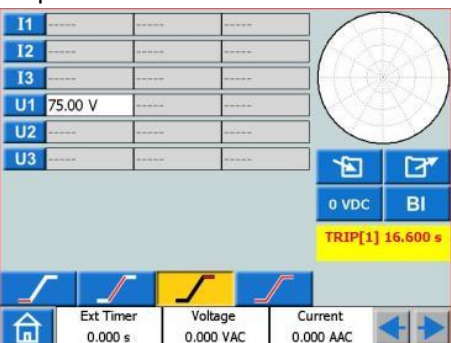 I1 ----- ----- -----
I2 ----- ----- -----
I3 ----- ----- -----
U1 75.00 V ----- -----
U2 ----- ----- -----
U3 ----- ----- -----
0 VDC BI
TRIP[1] 16.600 s
Ext Timer Voltage Current
0.000 s 0.000 VAC 0.000 AAC